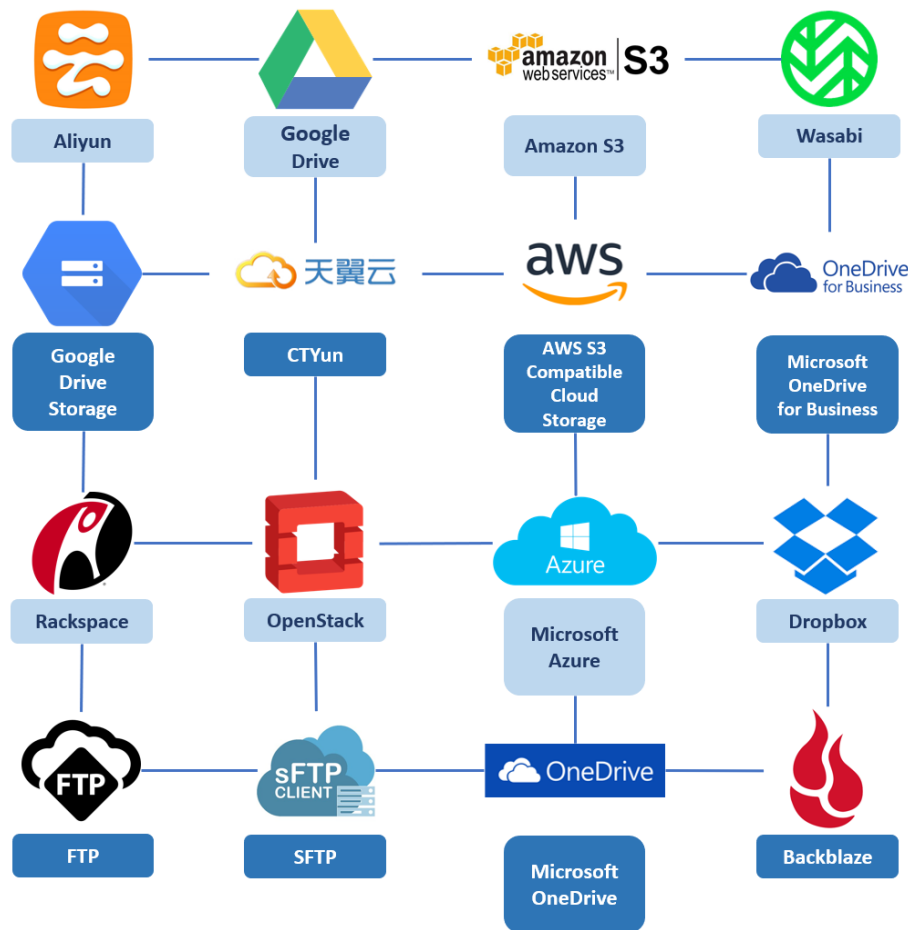 amazon
web services™ | S3
Aliyun
Google
Drive
Amazon S3
Wasabi
天翼云
aws
OneDrive
for Business
Google
Drive
Storage
CTYun
AWS S3
Compatible
Cloud
Storage
Microsoft
OneDrive
for Business
Azure
Rackspace
OpenStack
Microsoft
Azure
Dropbox
FTP
sFTP
CLIENT
OneDrive
FTP
SFTP
Microsoft
OneDrive
Backblaze